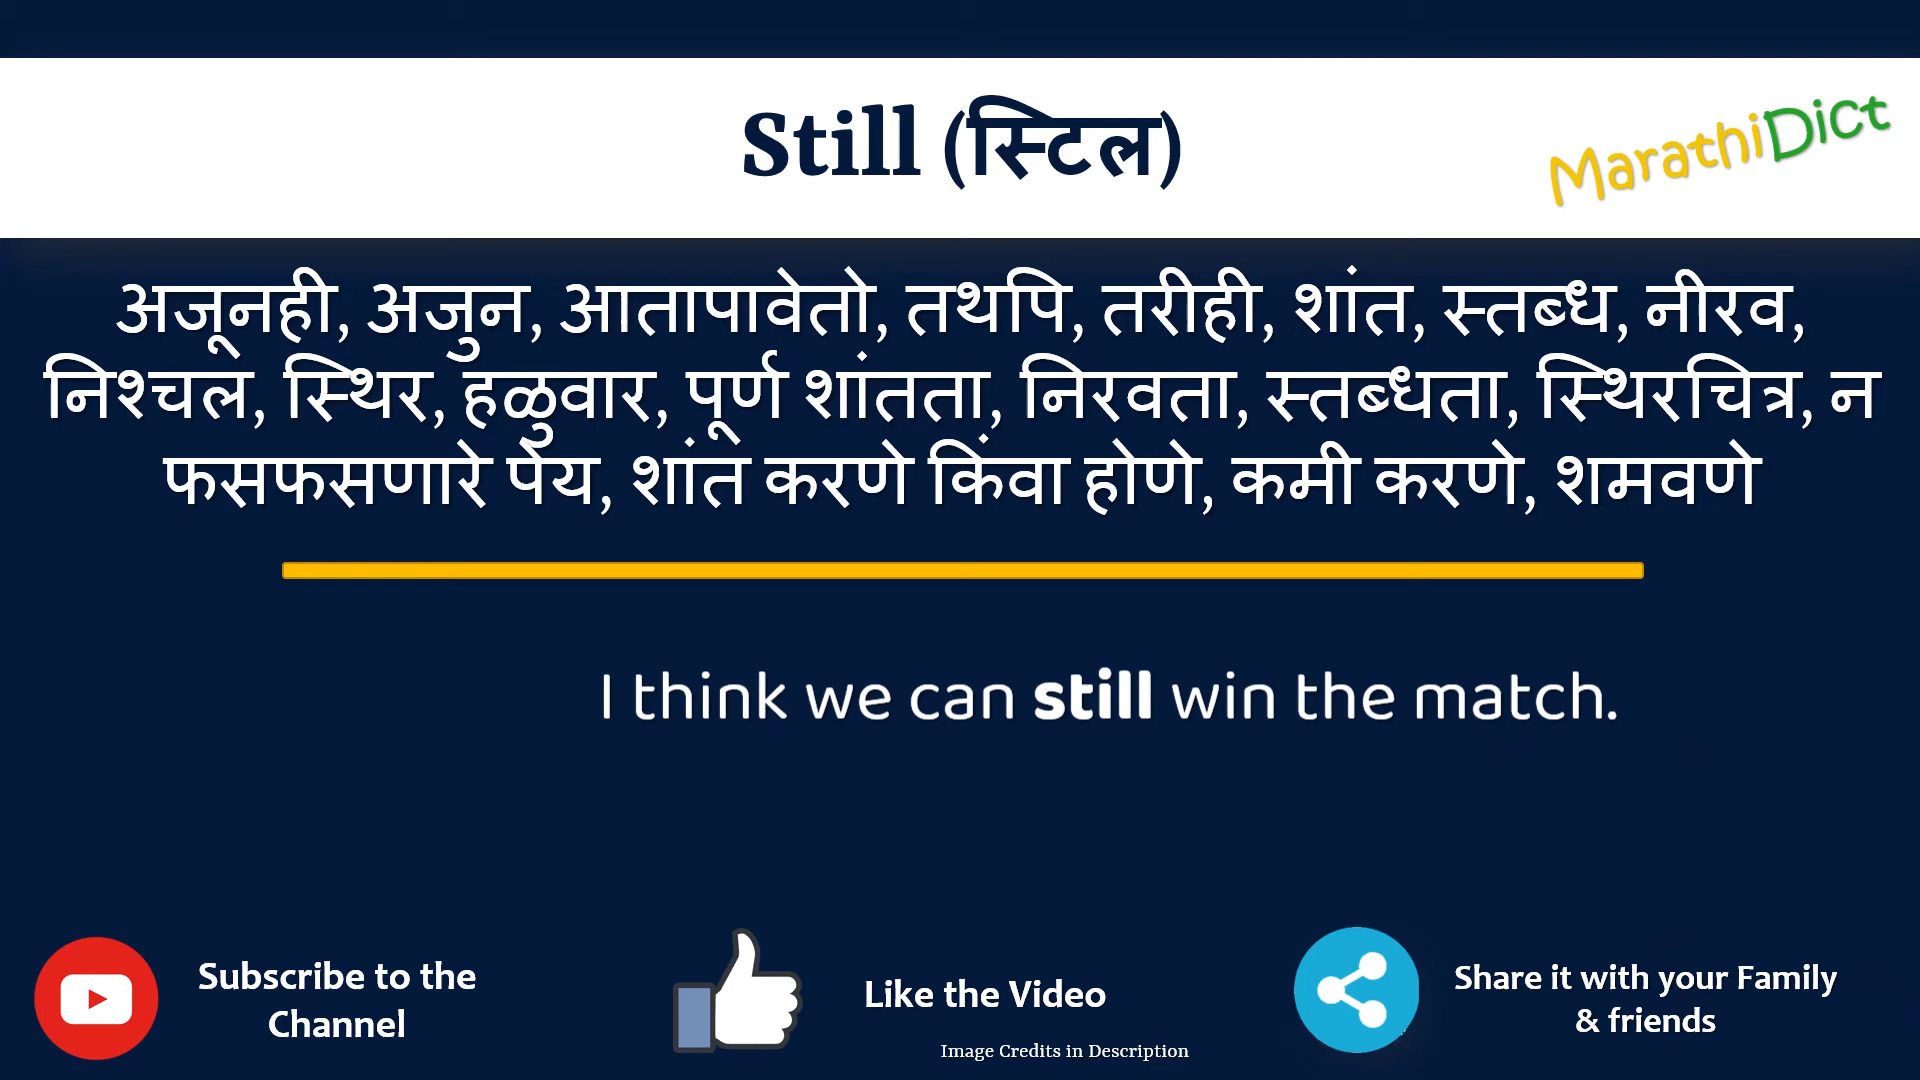 Still (स्टिल)
MarathiDict
अजूनही, अजुन, आतापावेतो, तथपि, तरीही, शांत, स्तब्ध, नीरव,
निश्चल, स्थिर, हळुवार, पूर्ण शांतता, निरवता, स्तब्धता, स्थिरचित्र, न
फसफसणारे पेय, शांत करणे किंवा होणे, कमी करणे, शमवणे
I think we can still win the match.
Subscribe to the
Channel
Like the Video
Share it with your Family
& friends
Image Credits in Description